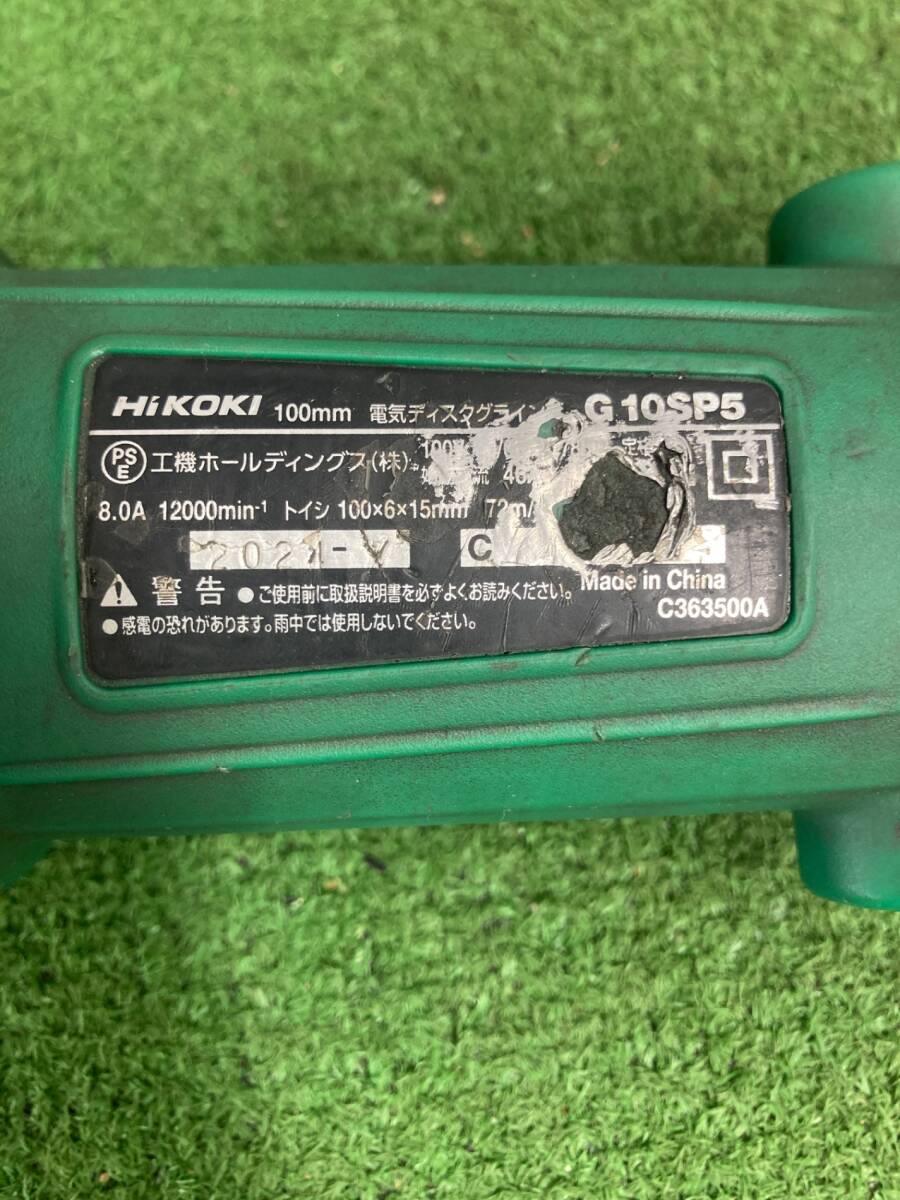 HiKOKI 100mm 電気ディスクグライン G 10SP5
PS E 工機ホールディングス(株) 100V
8.0A 12000min-1 トイシ 100×6×15mm 72m/
C
警告 ●ご使用前に取扱説明書を必ずよくお読みください。 Made in China
●感電の恐れがあります。雨中では使用しないでください。 C363500A